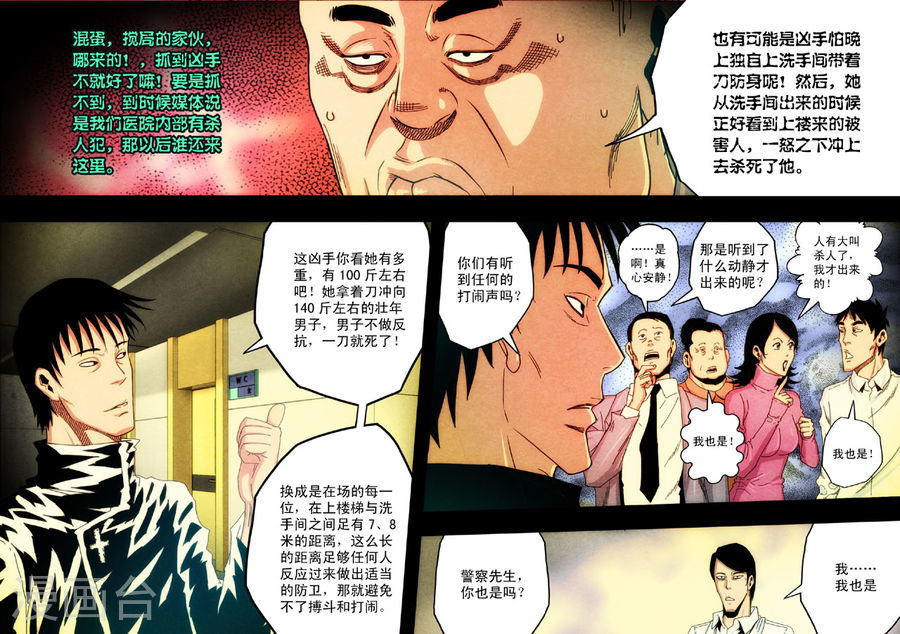 混蛋，搅局的家伙，
哪来的！，抓到凶手
不就好了嘛！要是抓
不到，到时候媒体说
是我们医院内部有杀
人犯，那以后谁还来
这里。
也有可能是凶手怕晚
上独自上洗手间带着
刀防身呢！然后，她
从洗手间出来的时候
正好看到上楼来的被
害人，一怒之下冲上
去杀死了他。
这凶手你看她有多
重，有100斤左右
吧！她拿着刀冲向
140斤左右的壮年
男子，男子不做反
抗，一刀就死了！
WC
女
换成是在场的每一
位，在上楼梯与洗
手间之间足有7、8
米的距离，这么长
的距离足够任何人
反应过来做出适当
的防卫，那就避免
不了搏斗和打闹。
你们有听
到任何的
打闹声吗？
……是
啊！真
心安静！
那是听到了
什么动静才
出来的呢？
人有大叫
杀人了，
我才出来
的！
我也是！
我也是！
警察先生，
你也是吗？
我……
我也是
漫画台